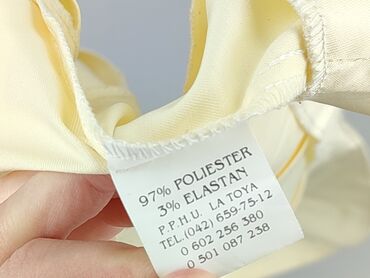 97% POLIESTER
3% ELASTAN
P.P.H.U. LA TOYA
TEL.(042) 659-75-12
0 602 256 380
0 501 087 238